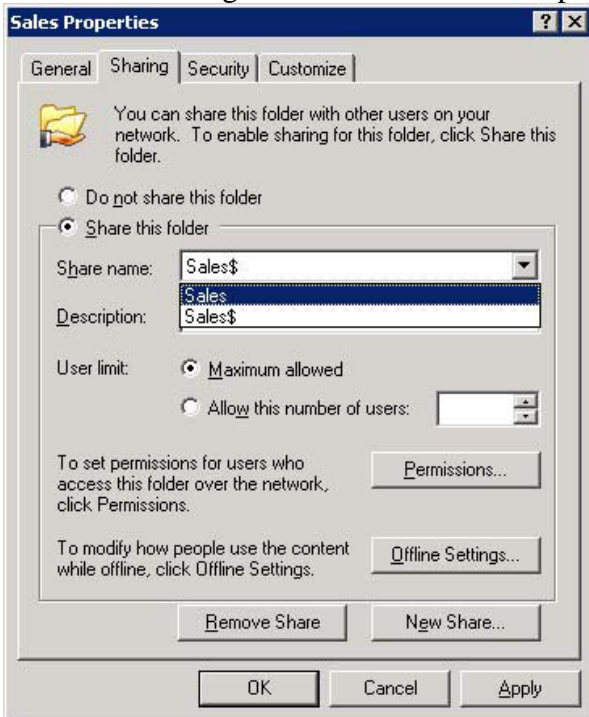 Sales Properties
General Sharing Security Customize
You can share this folder with other users on your
network. To enable sharing for this folder, click Share this
folder.
Do not share this folder
Share this folder
Share name: Sales$
Sales
Description: Sales$
User limit: Maximum allowed
Allow this number of users:
To set permissions for users who
access this folder over the network,
click Permissions.
Permissions...
To modify how people use the content
while offline, click Offline Settings.
Offline Settings...
Remove Share New Share...
OK Cancel Apply